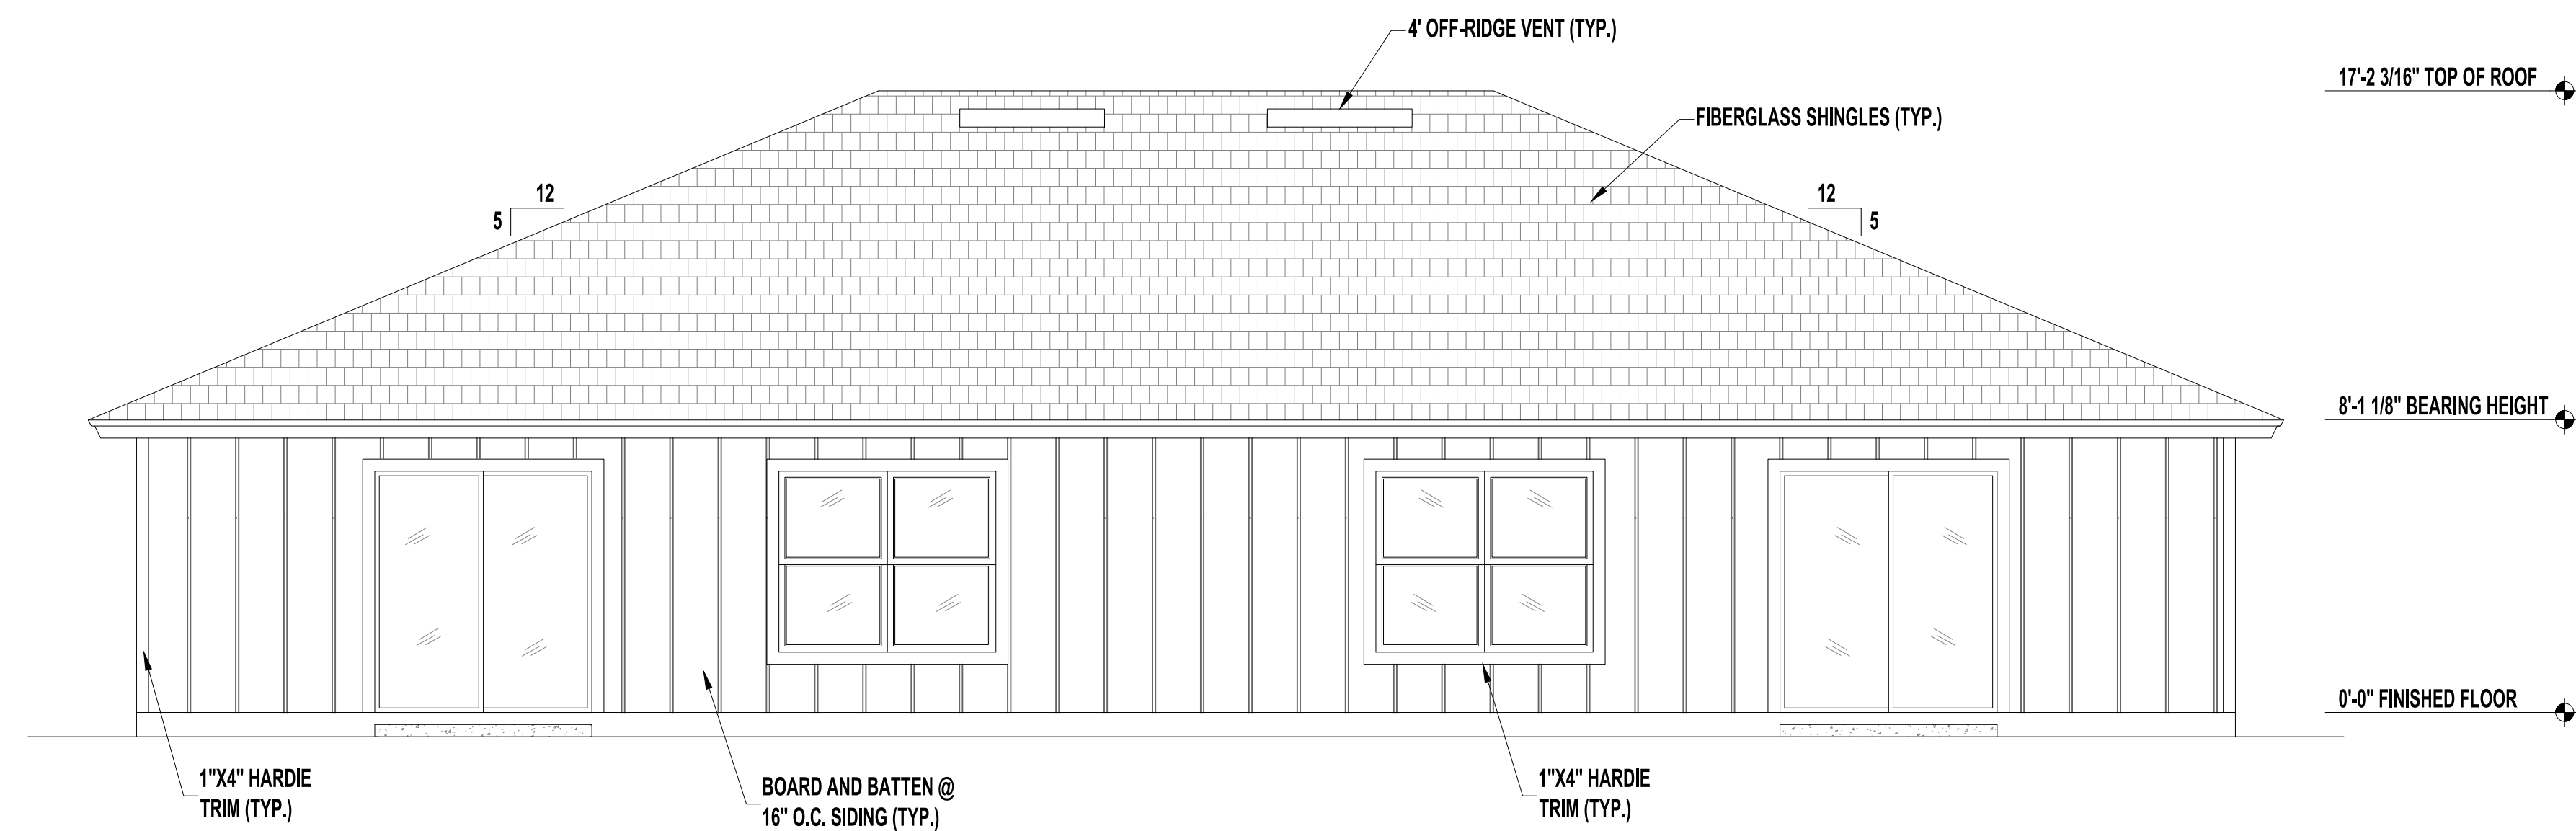 4' OFF-RIDGE VENT (TYP.)
17'-2 3/16" TOP OF ROOF
FIBERGLASS SHINGLES (TYP.)
12
5
12
5
8'-1 1/8" BEARING HEIGHT
0'-0" FINISHED FLOOR
1"X4" HARDIE
TRIM (TYP.)
BOARD AND BATTEN @
16" O.C. SIDING (TYP.)
1"X4" HARDIE
TRIM (TYP.)